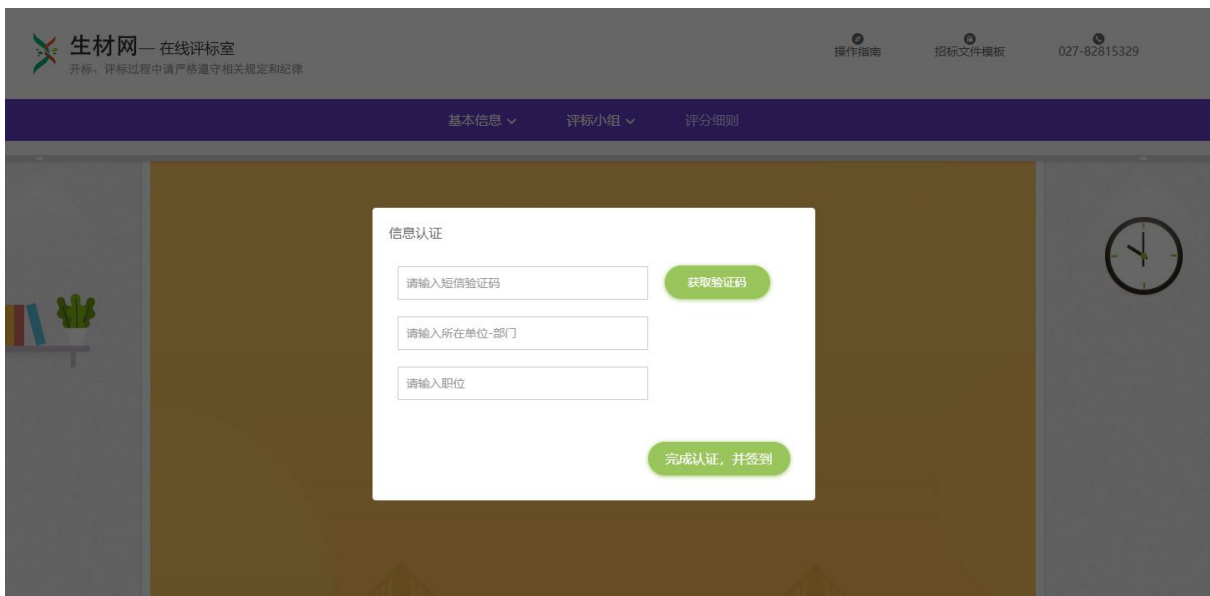 生材网— 在线评标室
开标、评标过程中请严格遵守相关规定和纪律
操作指南
招标文件模板
027-82815329
基本信息
评标小组
评分细则
信息认证
请输入短信验证码
获取验证码
请输入所在单位-部门
请输入职位
完成认证，并签到